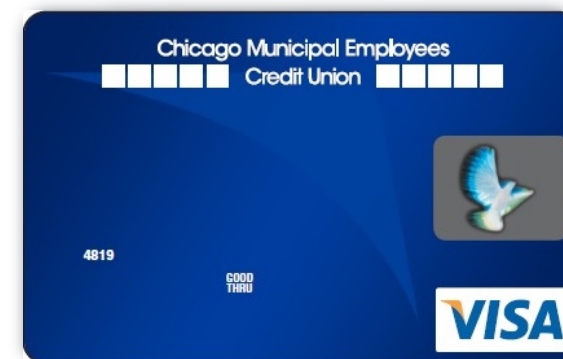 Chicago Municipal Employees
Credit Union
4819
GOOD
THRU
VISA